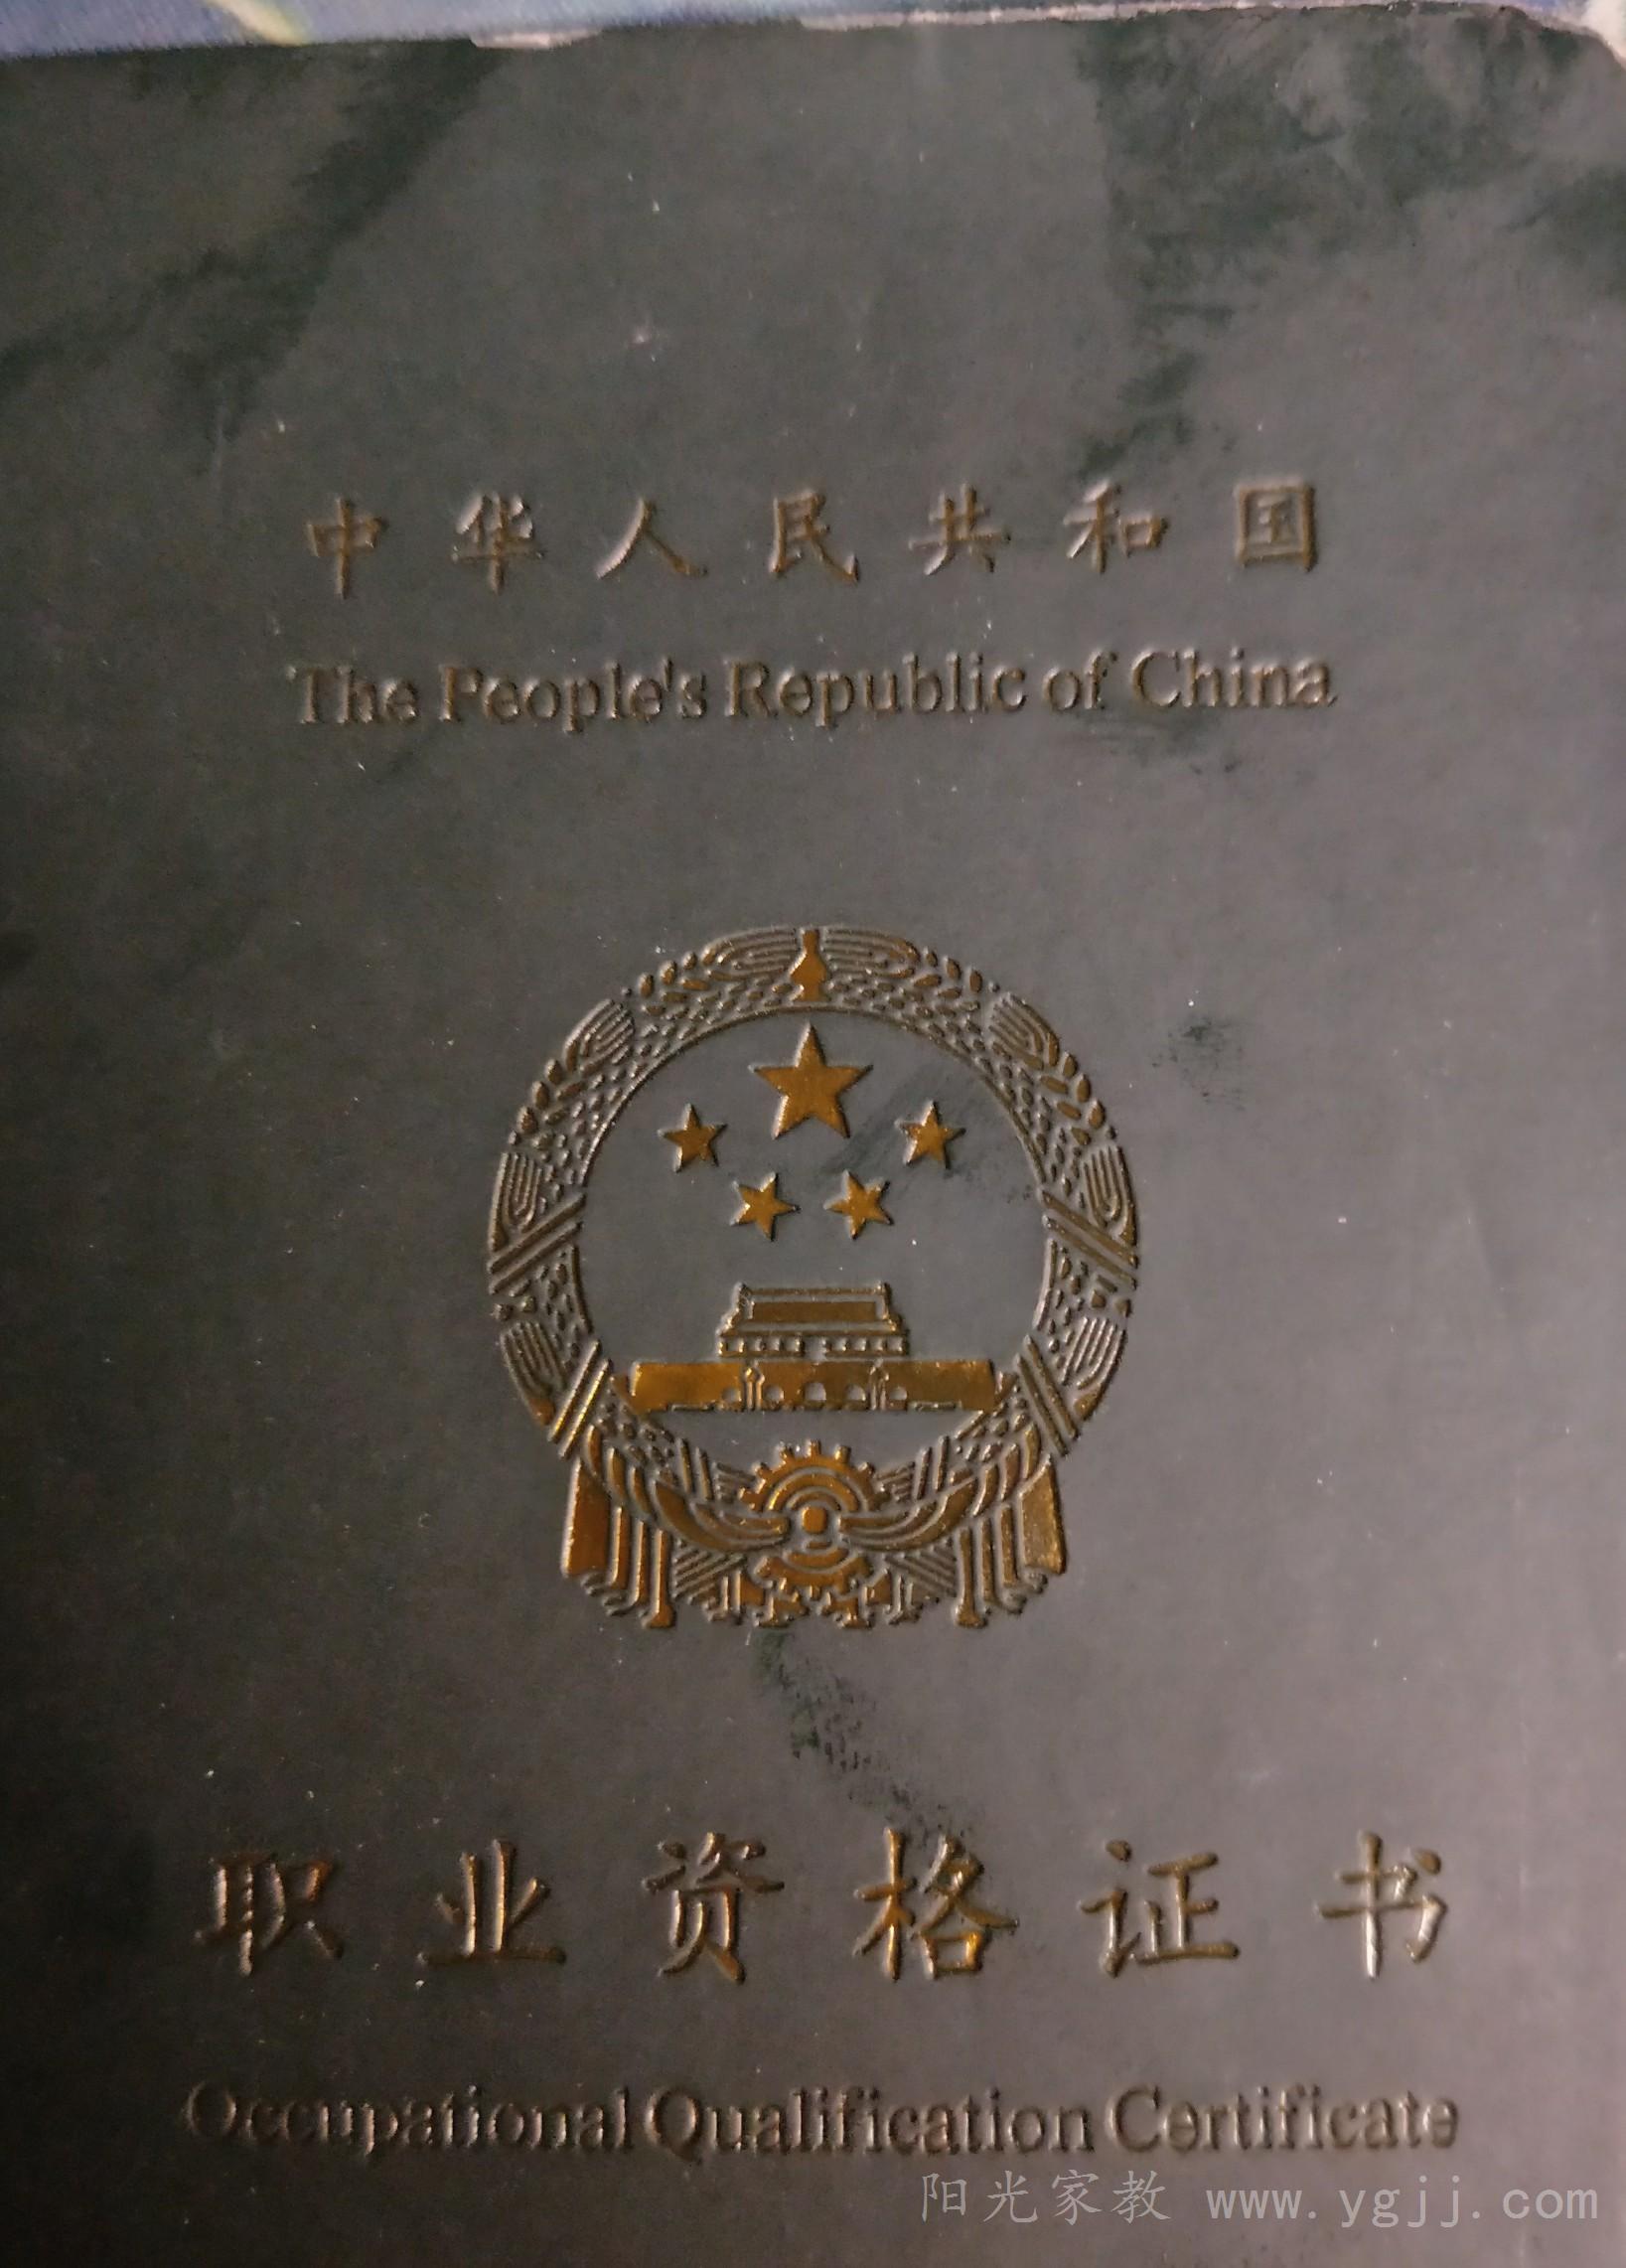 中华人民共和国
The People's Republic of China
职业资格证书
Occupational Qualification Certificate
阳光家教 www.ygjj.com